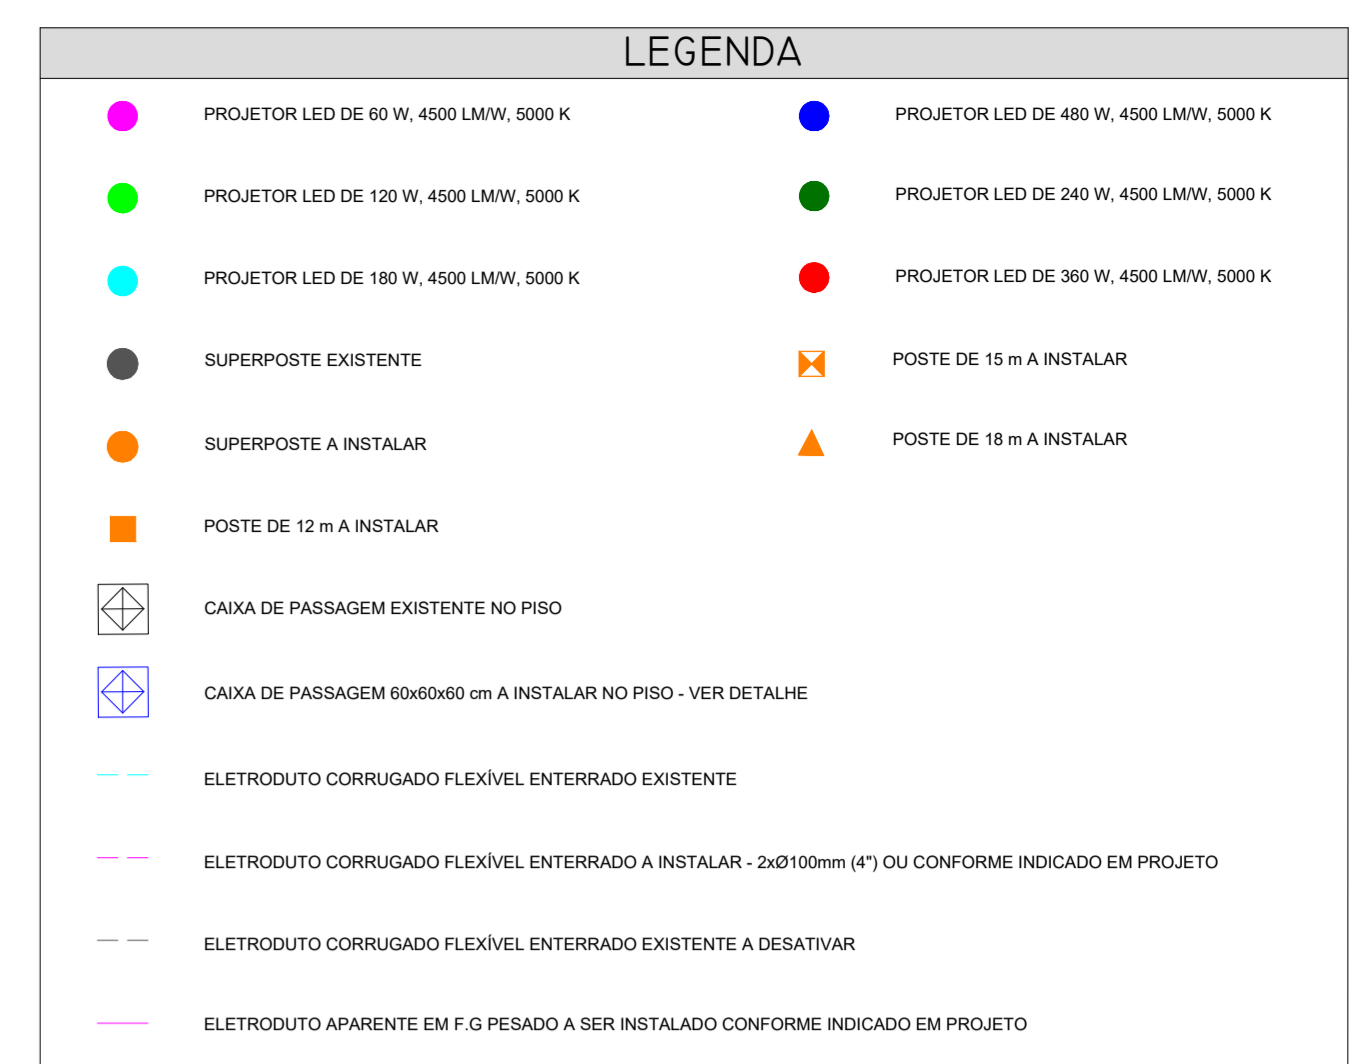 LEGENDA
PROJETOR LED DE 60 W, 4500 LM/W, 5000 K
PROJETOR LED DE 480 W, 4500 LM/W, 5000 K
PROJETOR LED DE 120 W, 4500 LM/W, 5000 K
PROJETOR LED DE 240 W, 4500 LM/W, 5000 K
PROJETOR LED DE 180 W, 4500 LM/W, 5000 K
PROJETOR LED DE 360 W, 4500 LM/W, 5000 K
SUPERPOSTE EXISTENTE
POSTE DE 15 m A INSTALAR
SUPERPOSTE A INSTALAR
POSTE DE 18 m A INSTALAR
POSTE DE 12 m A INSTALAR
CAIXA DE PASSAGEM EXISTENTE NO PISO
CAIXA DE PASSAGEM 60x60x60 cm A INSTALAR NO PISO - VER DETALHE
ELETRODUTO CORRUGADO FLEXÍVEL ENTERRADO EXISTENTE
ELETRODUTO CORRUGADO FLEXÍVEL ENTERRADO A INSTALAR - 2xØ100mm (4") OU CONFORME INDICADO EM PROJETO
ELETRODUTO CORRUGADO FLEXÍVEL ENTERRADO EXISTENTE A DESATIVAR
ELETRODUTO APARENTE EM F.G PESADO A SER INSTALADO CONFORME INDICADO EM PROJETO